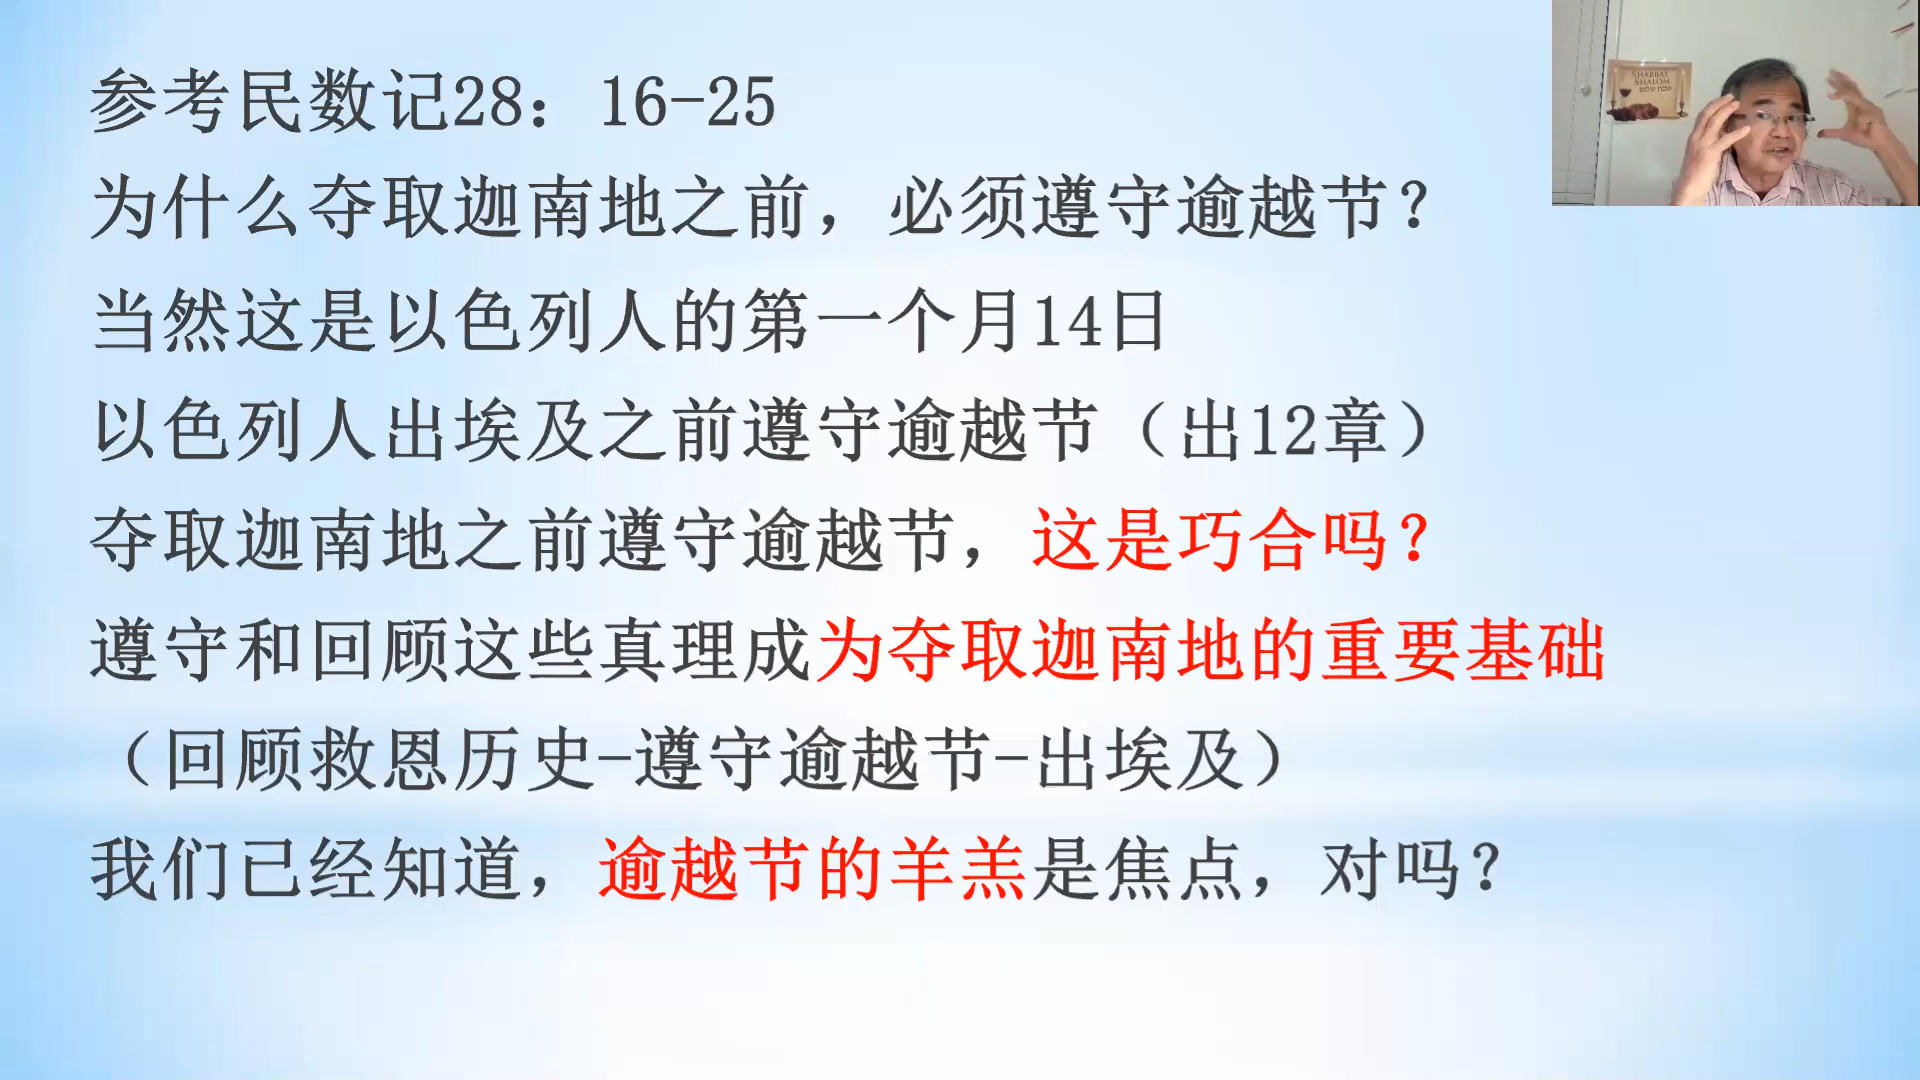 参考民数记28：16-25
为什么夺取迦南地之前，必须遵守逾越节？
当然这是以色列人的第一个月14日
以色列人出埃及之前遵守逾越节（出12章）
夺取迦南地之前遵守逾越节，这是巧合吗？
遵守和回顾这些真理成为夺取迦南地的重要基础
（回顾救恩历史-遵守逾越节-出埃及）
我们已经知道，逾越节的羊羔是焦点，对吗？
SHABBAT
SHALOM
שבת שלום